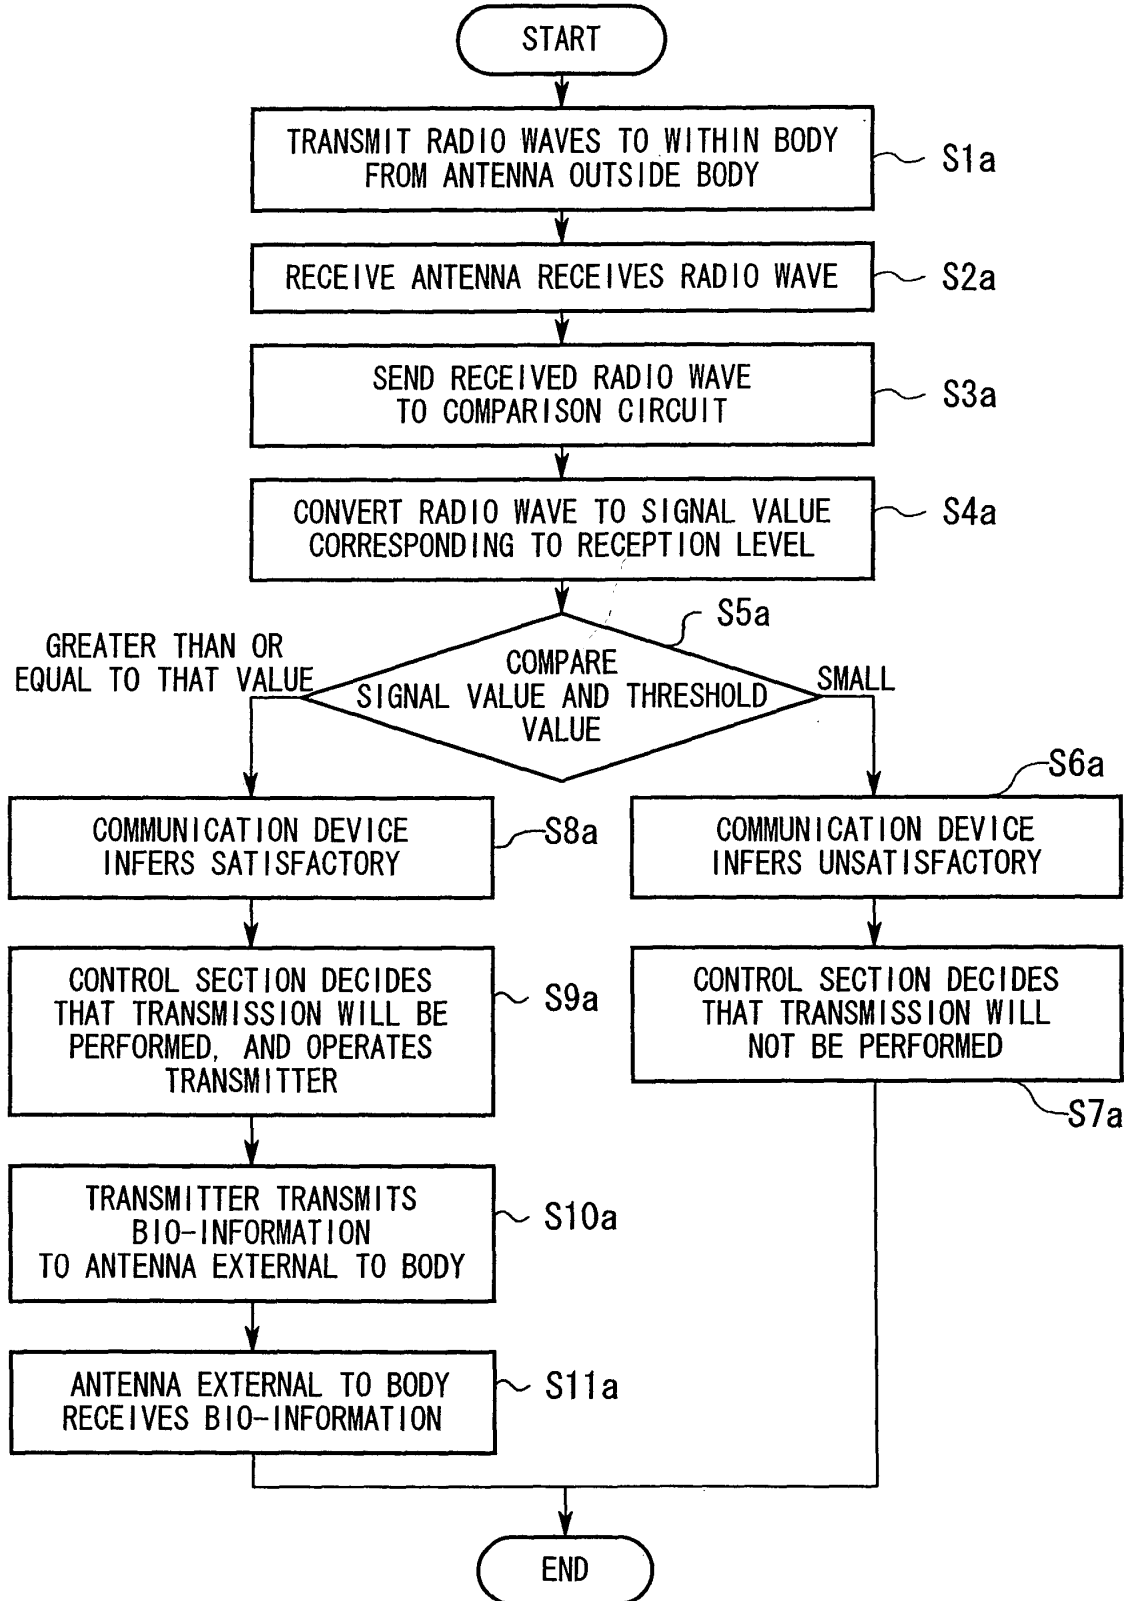 START
TRANSMIT RADIO WAVES TO WITHIN BODY
FROM ANTENNA OUTSIDE BODY
S1a
RECEIVE ANTENNA RECEIVES RADIO WAVE
S2a
SEND RECEIVED RADIO WAVE
TO COMPARISON CIRCUIT
S3a
CONVERT RADIO WAVE TO SIGNAL VALUE
CORRESPONDING TO RECEPTION LEVEL
S4a
COMPARE
SIGNAL VALUE AND THRESHOLD
VALUE
S5a
GREATER THAN OR
EQUAL TO THAT VALUE
SMALL
COMMUNICATION DEVICE
INFERS UNSATISFACTORY
S6a
CONTROL SECTION DECIDES
THAT TRANSMISSION WILL
NOT BE PERFORMED
S7a
COMMUNICATION DEVICE
INFERS SATISFACTORY
S8a
CONTROL SECTION DECIDES
THAT TRANSMISSION WILL BE
PERFORMED, AND OPERATES
TRANSMITTER
S9a
TRANSMITTER TRANSMITS
BIO-INFORMATION
TO ANTENNA EXTERNAL TO BODY
S10a
ANTENNA EXTERNAL TO BODY
RECEIVES BIO-INFORMATION
S11a
END